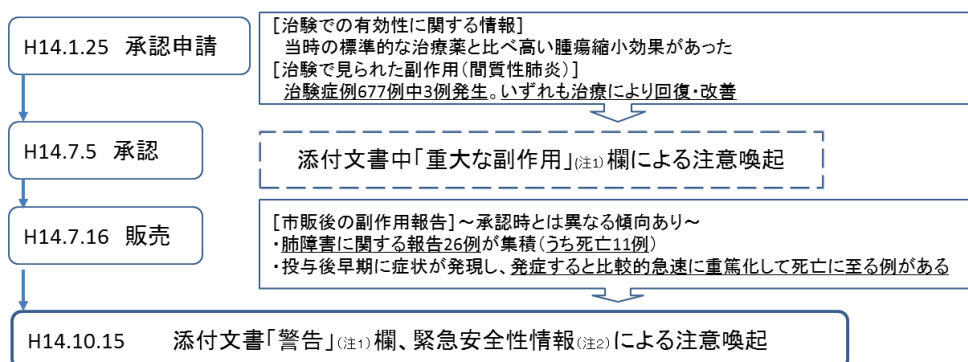 H14.1.25 承認申請
[治験での有効性に関する情報]
当時の標準的な治療薬と比べ高い腫瘍縮小効果があった
[治験で見られた副作用(間質性肺炎)]
治験症例677例中3例発生。いずれも治療により回復・改善
H14.7.5 承認
添付文書中「重大な副作用」(注1)欄による注意喚起
H14.7.16 販売
[市販後の副作用報告]~承認時とは異なる傾向あり~
・肺障害に関する報告26例が集積(うち死亡11例)
・投与後早期に症状が発現し、発症すると比較的急速に重篤化して死亡に至る例がある
H14.10.15 添付文書「警告」(注1)欄、緊急安全性情報(注2)による注意喚起